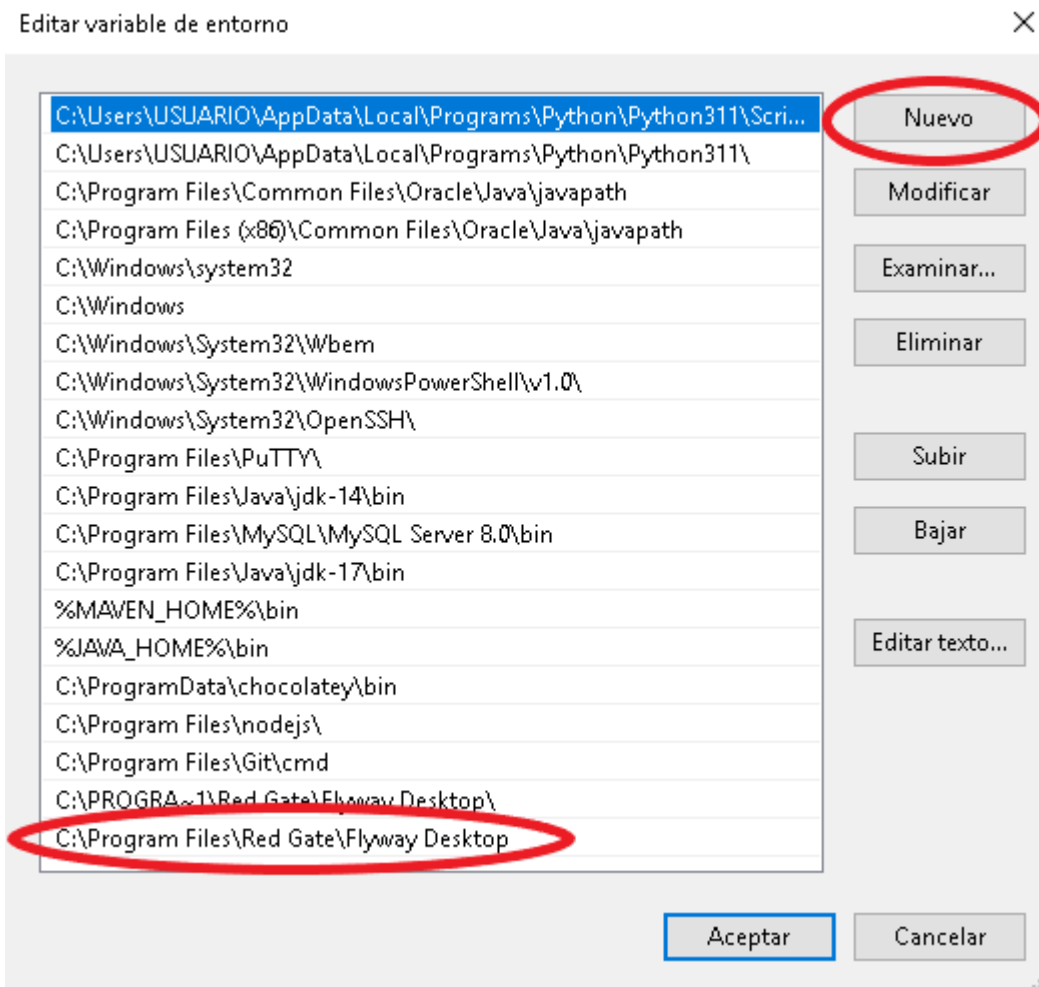 Editar variable de entorno
C:\Users\USUARIO\AppData\Local\Programs\Python\Python311\Scri...
Nuevo
C:\Users\USUARIO\AppData\Local\Programs\Python\Python311\
C:\Program Files\Common Files\Oracle\Java\javapath
Modificar
C:\Program Files (x86)\Common Files\Oracle\Java\javapath
C:\Windows\system32
Examinar...
C:\Windows
C:\Windows\System32\Wbem
Eliminar
C:\Windows\System32\WindowsPowerShell\v1.0\
C:\Windows\System32\OpenSSH\
C:\Program Files\PuTTY\
Subir
C:\Program Files\Java\jdk-14\bin
C:\Program Files\MySQL\MySQL Server 8.0\bin
Bajar
C:\Program Files\Java\jdk-17\bin
%MAVEN_HOME%\bin
%JAVA_HOME%\bin
Editar texto...
C:\ProgramData\chocolatey\bin
C:\Program Files\nodejs\
C:\Program Files\Git\cmd
C:\PROGRA~1\Red Gate\Flyway Desktop\
C:\Program Files\Red Gate\Flyway Desktop
Aceptar
Cancelar